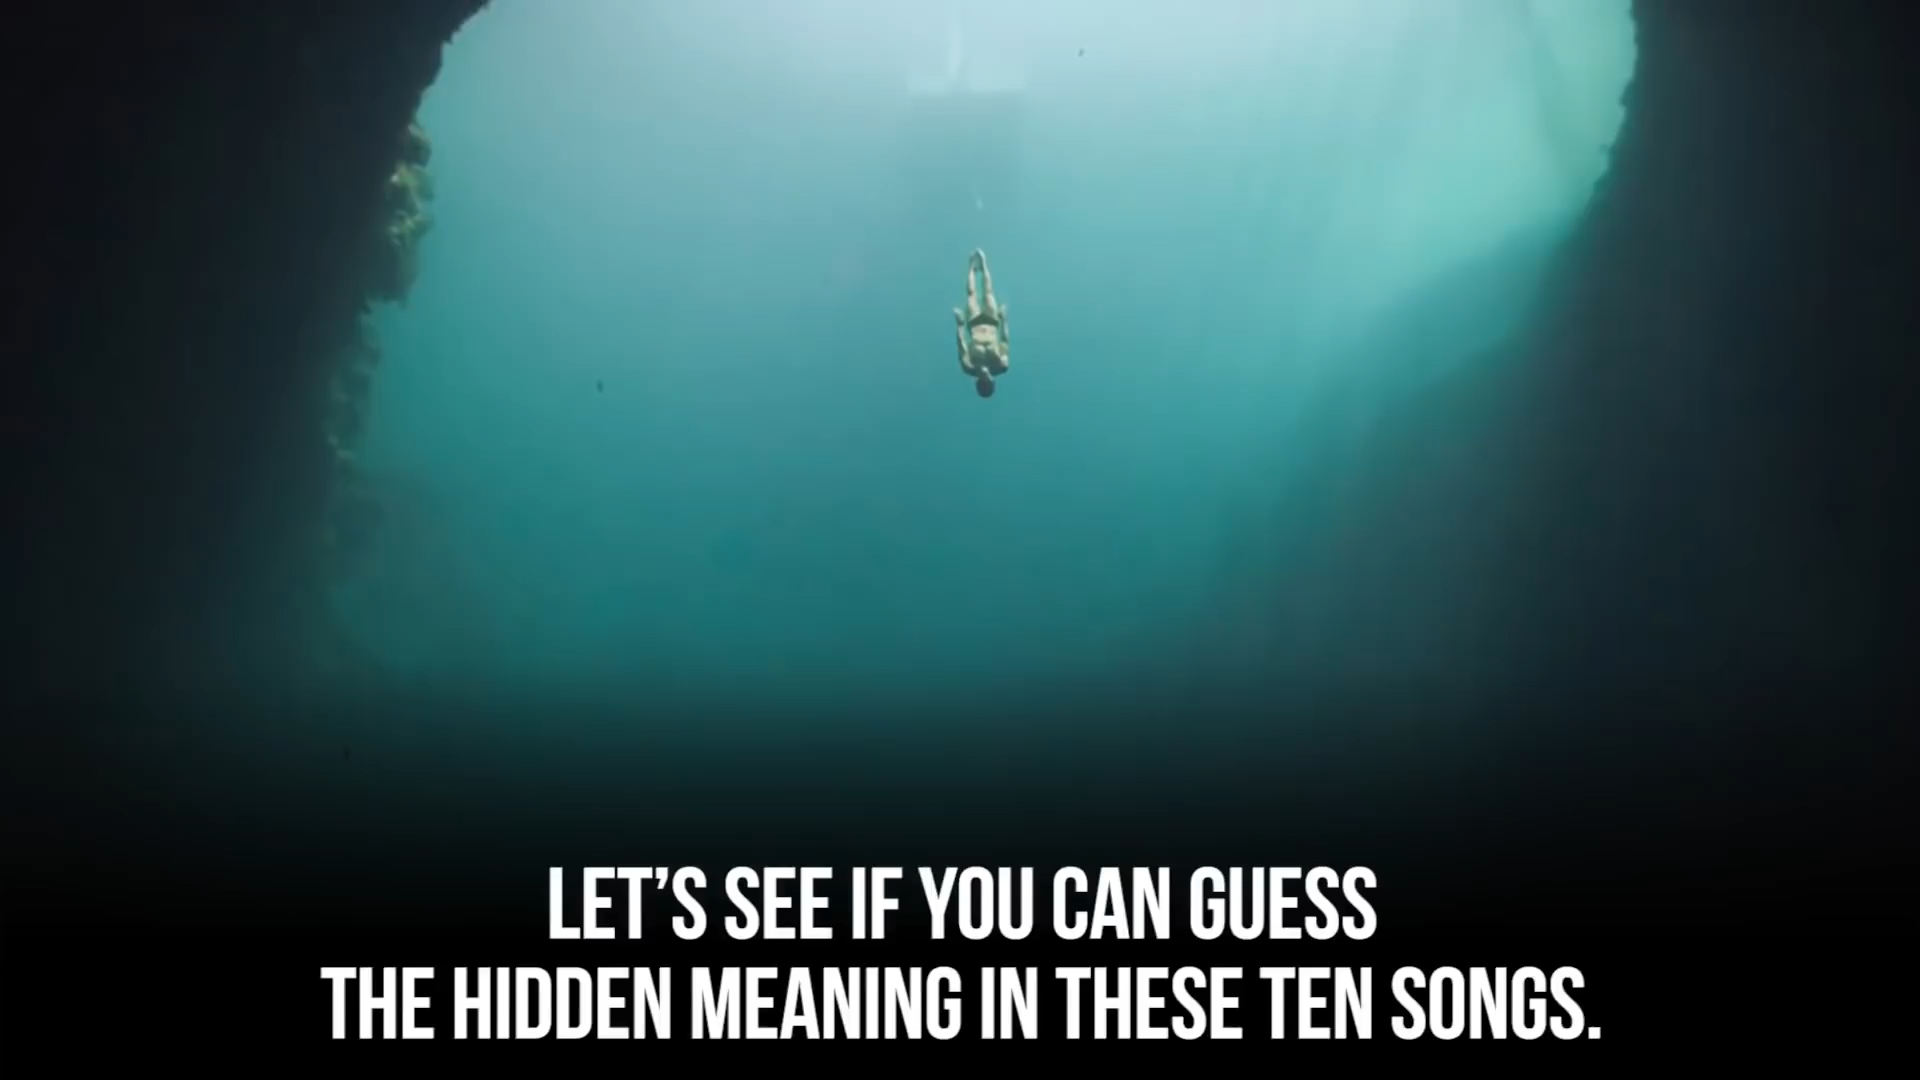 LET’S SEE IF YOU CAN GUESS
THE HIDDEN MEANING IN THESE TEN SONGS.